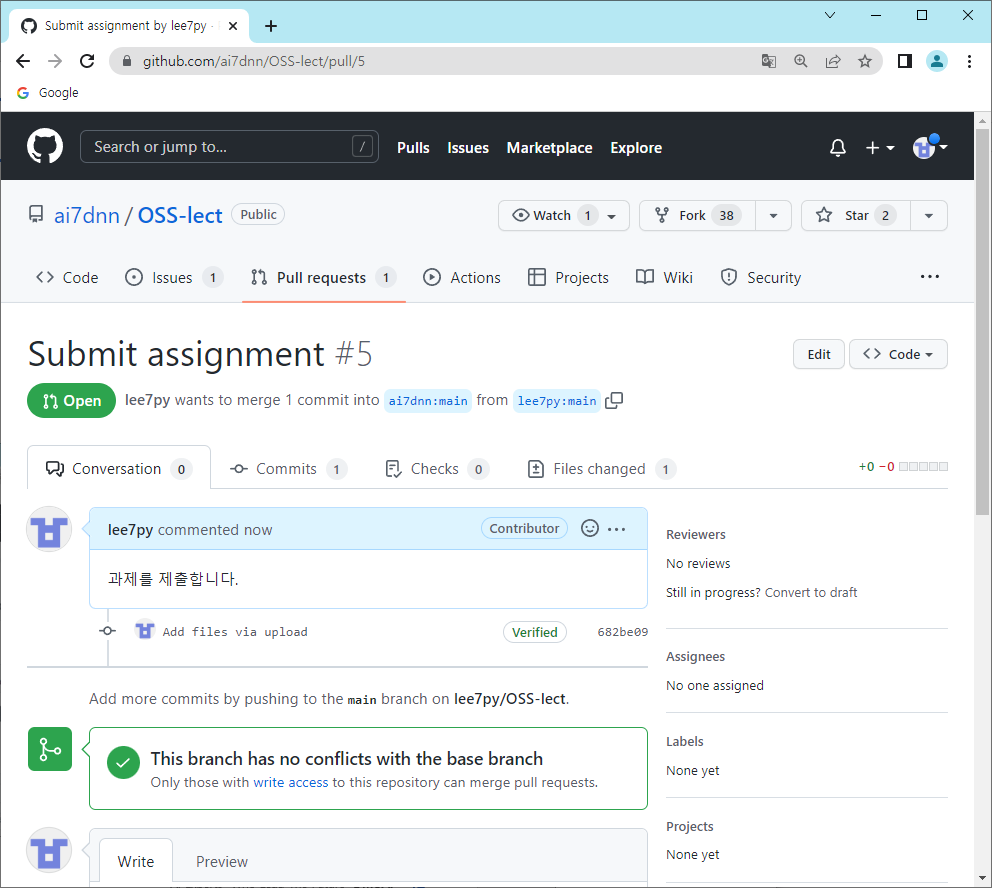 Submit assignment by lee7py -
github.com/ai7dnn/OSS-lect/pull/5
Google
Search or jump to... / Pulls Issues Marketplace Explore
ai7dnn / OSS-lect Public Watch 1 Fork 38 Star 2
Code Issues 1 Pull requests 1 Actions Projects Wiki Security ...
Submit assignment #5 Edit Code
Open lee7py wants to merge 1 commit into ai7dnn:main from lee7py:main
Conversation 0 Commits 1 Checks 0 Files changed 1 +0 −0
lee7py commented now Contributor ...
과제를 제출합니다.
Add files via upload Verified 682be09
Add more commits by pushing to the main branch on lee7py/OSS-lect.
This branch has no conflicts with the base branch
Only those with write access to this repository can merge pull requests.
Write Preview
Reviewers
No reviews
Still in progress? Convert to draft
Assignees
No one assigned
Labels
None yet
Projects
None yet